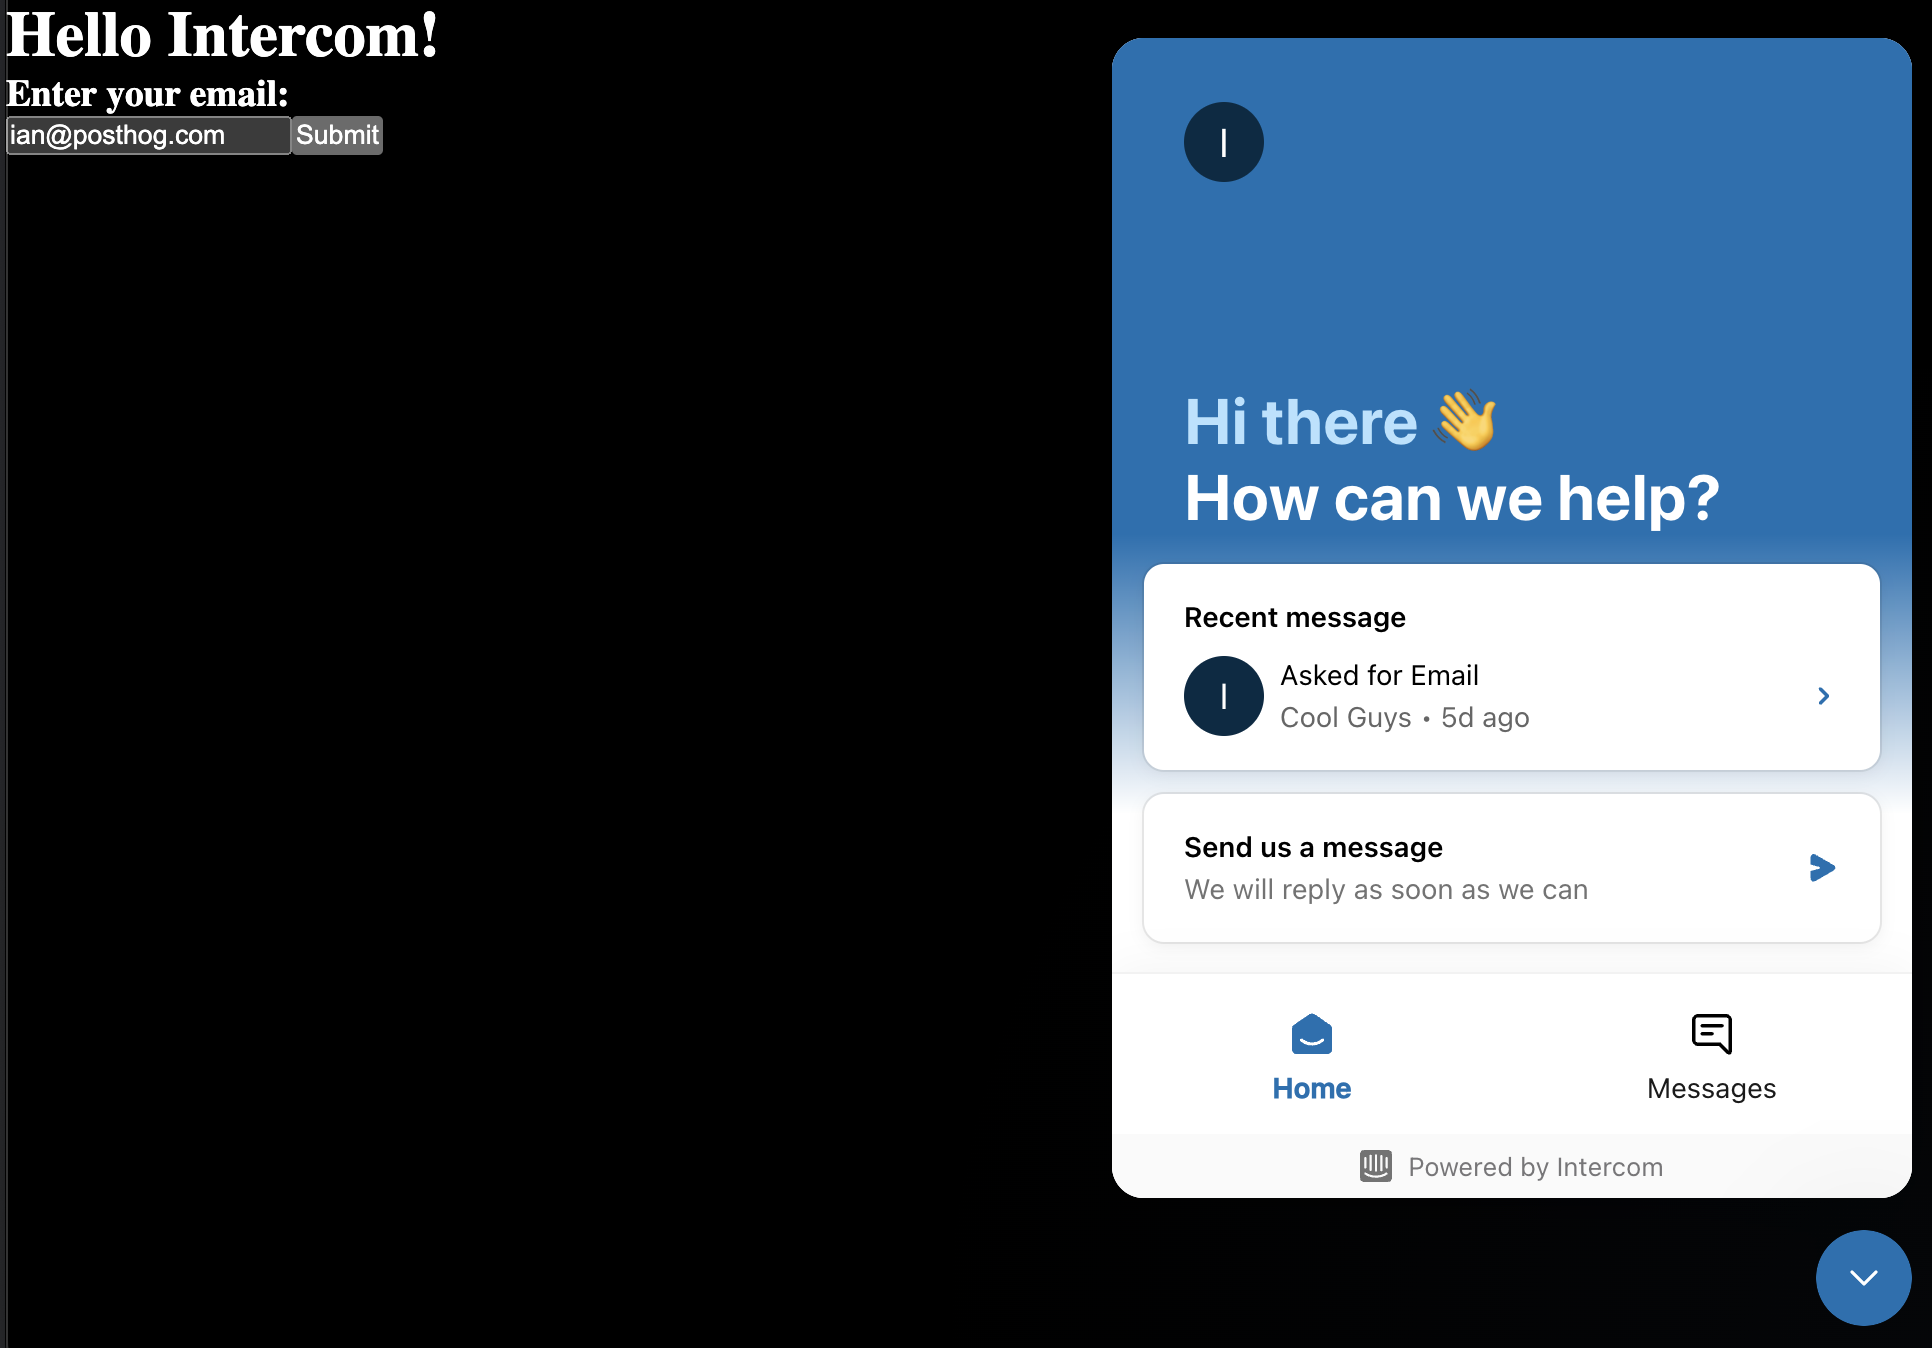 Hello Intercom!
Enter your email:
ian@posthog.com Submit
I
Hi there 👋
How can we help?
Recent message
I
Asked for Email
Cool Guys • 5d ago
Send us a message
We will reply as soon as we can
Home
Messages
Powered by Intercom